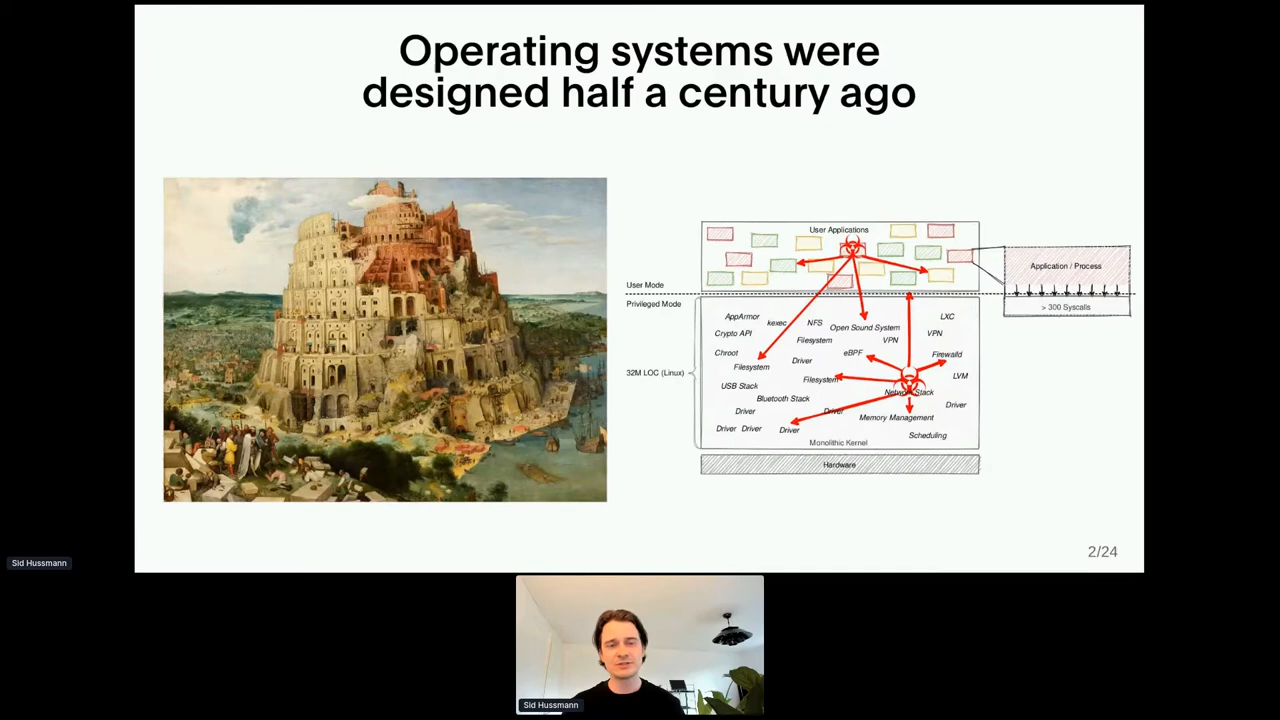 Operating systems were
designed half a century ago
User Applications
User Mode
Privileged Mode
Application / Process
> 300 Syscalls
32M LOC (Linux)
AppArmor
kexec
NFS
Open Sound System
LXC
Crypto API
Filesystem
VPN
VPN
Chroot
Driver
eBPF
Firewalld
Filesystem
Filesystem
LVM
USB Stack
Network Stack
Bluetooth Stack
Driver
Driver
Driver
Memory Management
Driver
Driver
Driver
Scheduling
Monolithic Kernel
Hardware
2/24
Sid Hussmann
Sid Hussmann